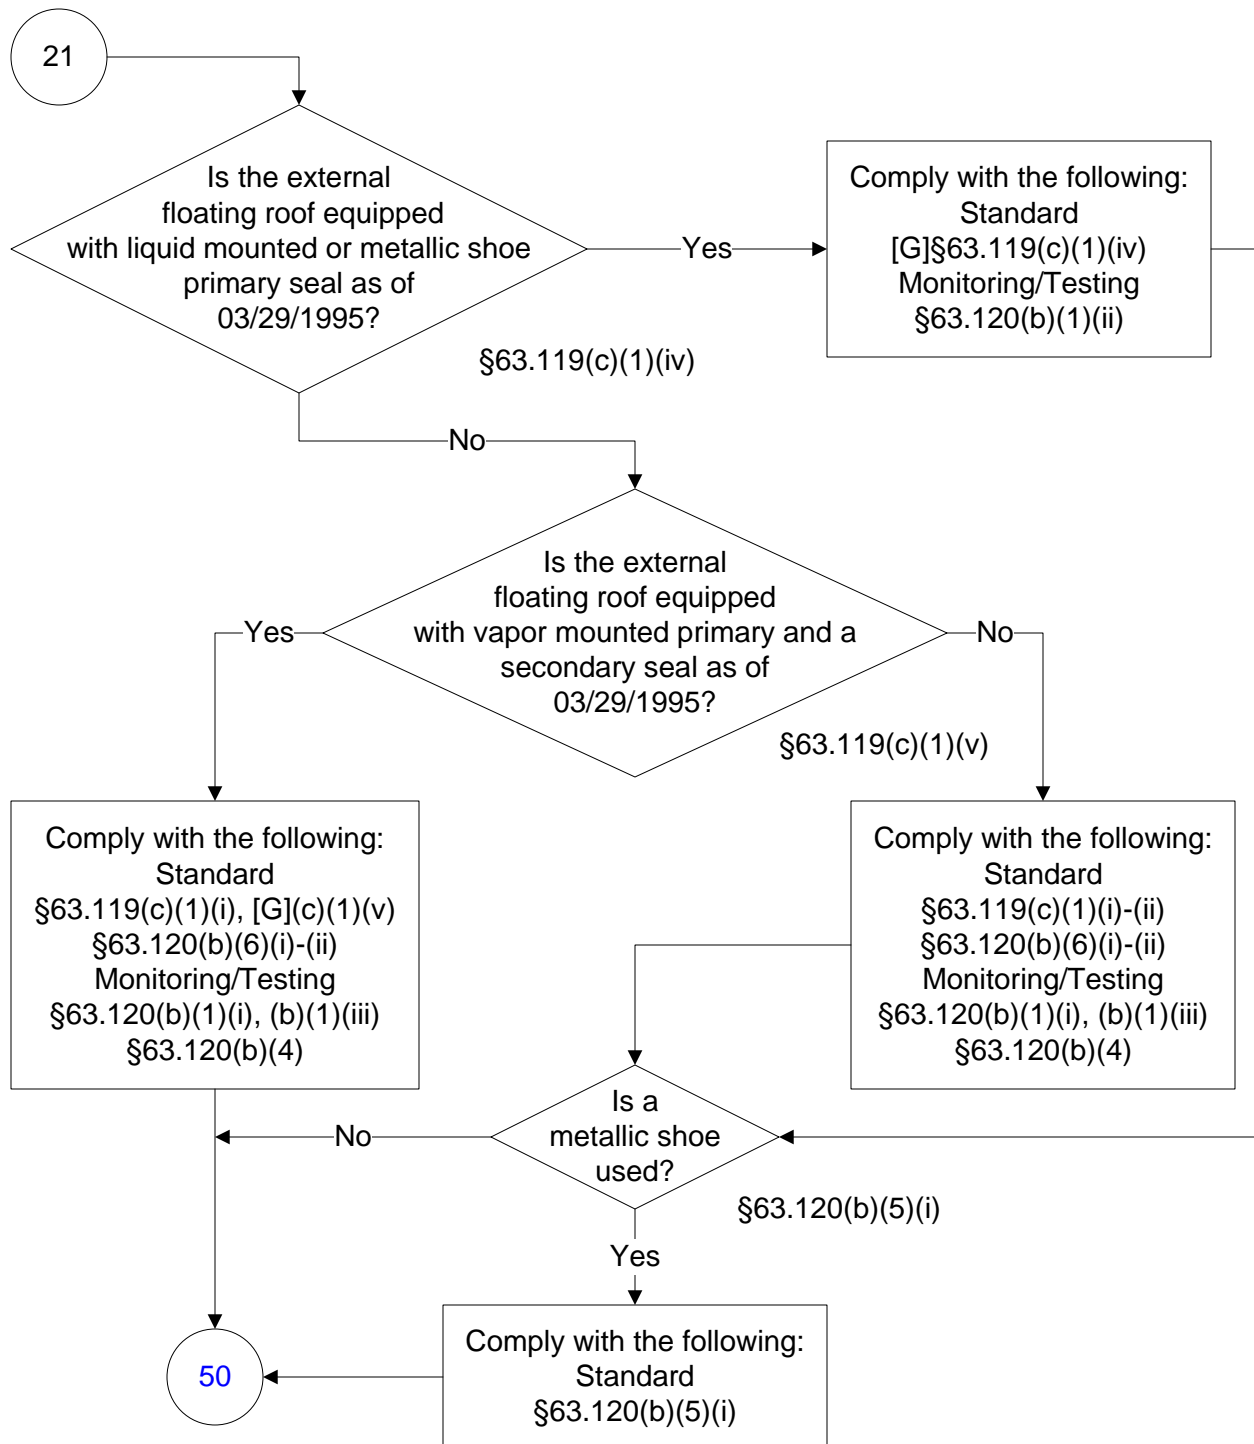 21
Is the external
floating roof equipped
with liquid mounted or metallic shoe
primary seal as of
03/29/1995?
Yes
Comply with the following:
Standard
[G]§63.119(c)(1)(iv)
Monitoring/Testing
§63.120(b)(1)(ii)
§63.119(c)(1)(iv)
No
Is the external
floating roof equipped
with vapor mounted primary and a
secondary seal as of
03/29/1995?
Yes
No
§63.119(c)(1)(v)
Comply with the following:
Standard
§63.119(c)(1)(i), [G](c)(1)(v)
§63.120(b)(6)(i)-(ii)
Monitoring/Testing
§63.120(b)(1)(i), (b)(1)(iii)
§63.120(b)(4)
Comply with the following:
Standard
§63.119(c)(1)(i)-(ii)
§63.120(b)(6)(i)-(ii)
Monitoring/Testing
§63.120(b)(1)(i), (b)(1)(iii)
§63.120(b)(4)
Is a
metallic shoe
used?
No
§63.120(b)(5)(i)
Yes
Comply with the following:
Standard
§63.120(b)(5)(i)
50